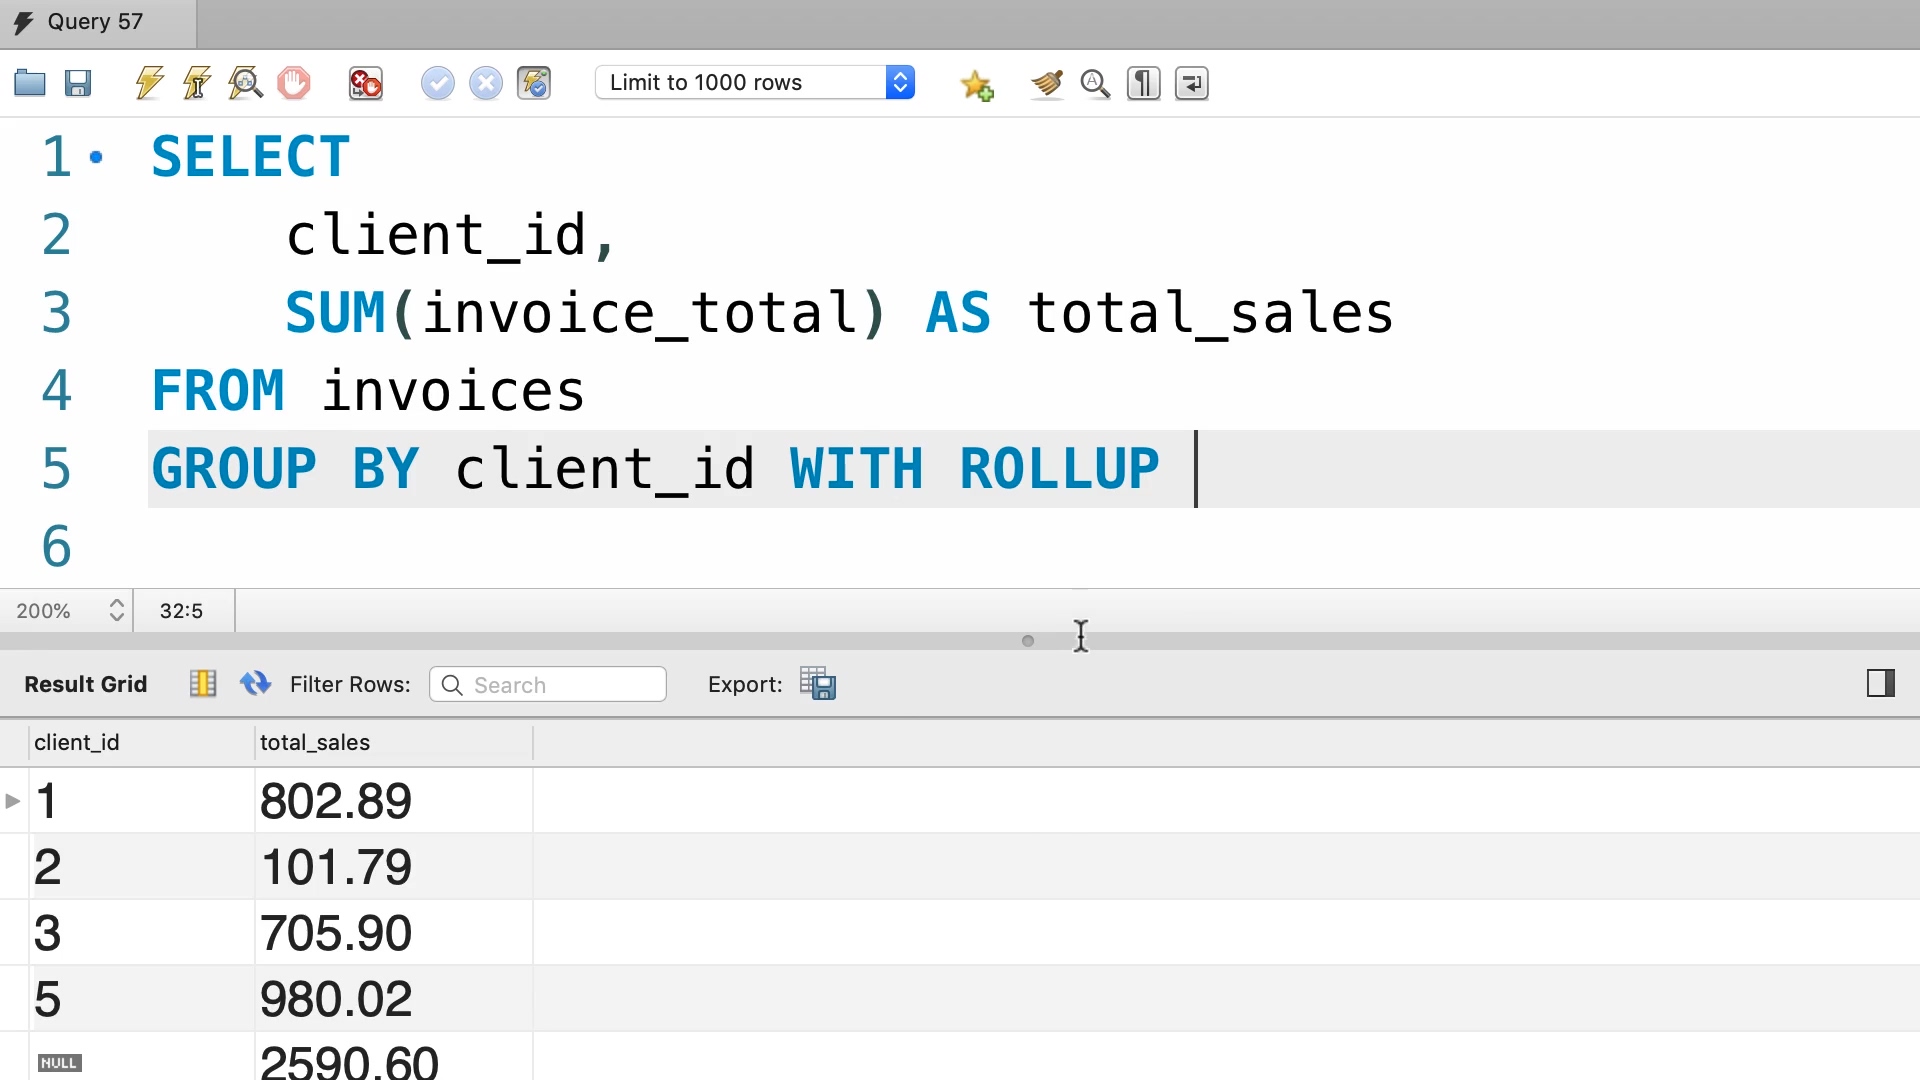 Query 57
Limit to 1000 rows
1 SELECT
2 client_id,
3 SUM(invoice_total) AS total_sales
4 FROM invoices
5 GROUP BY client_id WITH ROLLUP
6
200% 32:5
Result Grid Filter Rows: Search Export:
client_id total_sales
1 802.89
2 101.79
3 705.90
5 980.02
NULL 2590.60